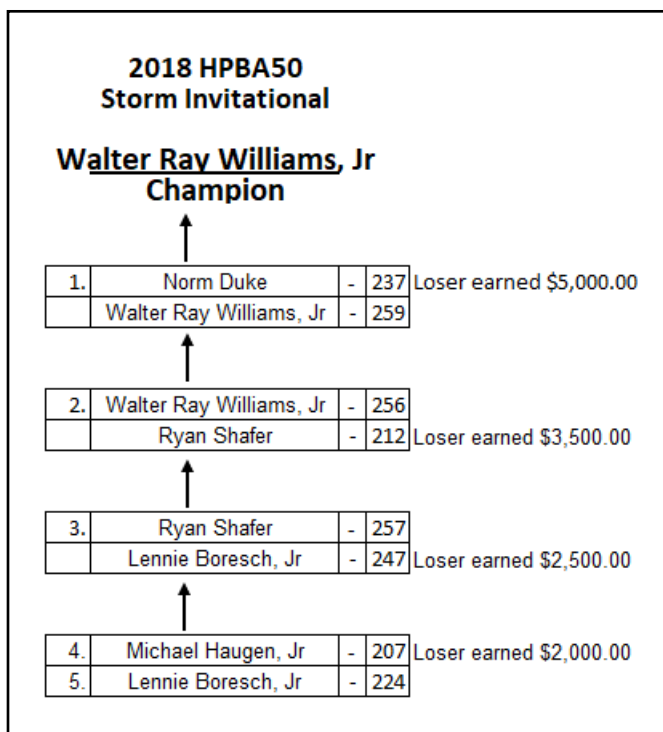 2018 HPBA50
Storm Invitational
Walter Ray Williams, Jr
Champion
1. Norm Duke - 237 Loser earned $5,000.00
Walter Ray Williams, Jr - 259
2. Walter Ray Williams, Jr - 256
Ryan Shafer - 212 Loser earned $3,500.00
3. Ryan Shafer - 257
Lennie Boresch, Jr - 247 Loser earned $2,500.00
4. Michael Haugen, Jr - 207 Loser earned $2,000.00
5. Lennie Boresch, Jr - 224